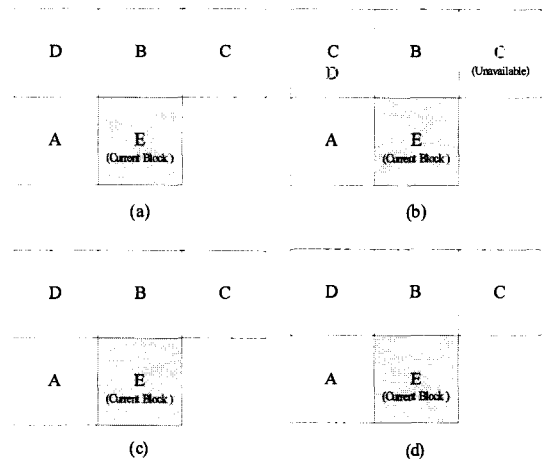 D B C
A E
(Current Block)
(a)
C B C
D (Unavailable)
A E
(Current Block)
(b)
D B C
A E
(Current Block)
(c)
D B C
A E
(Current Block)
(d)